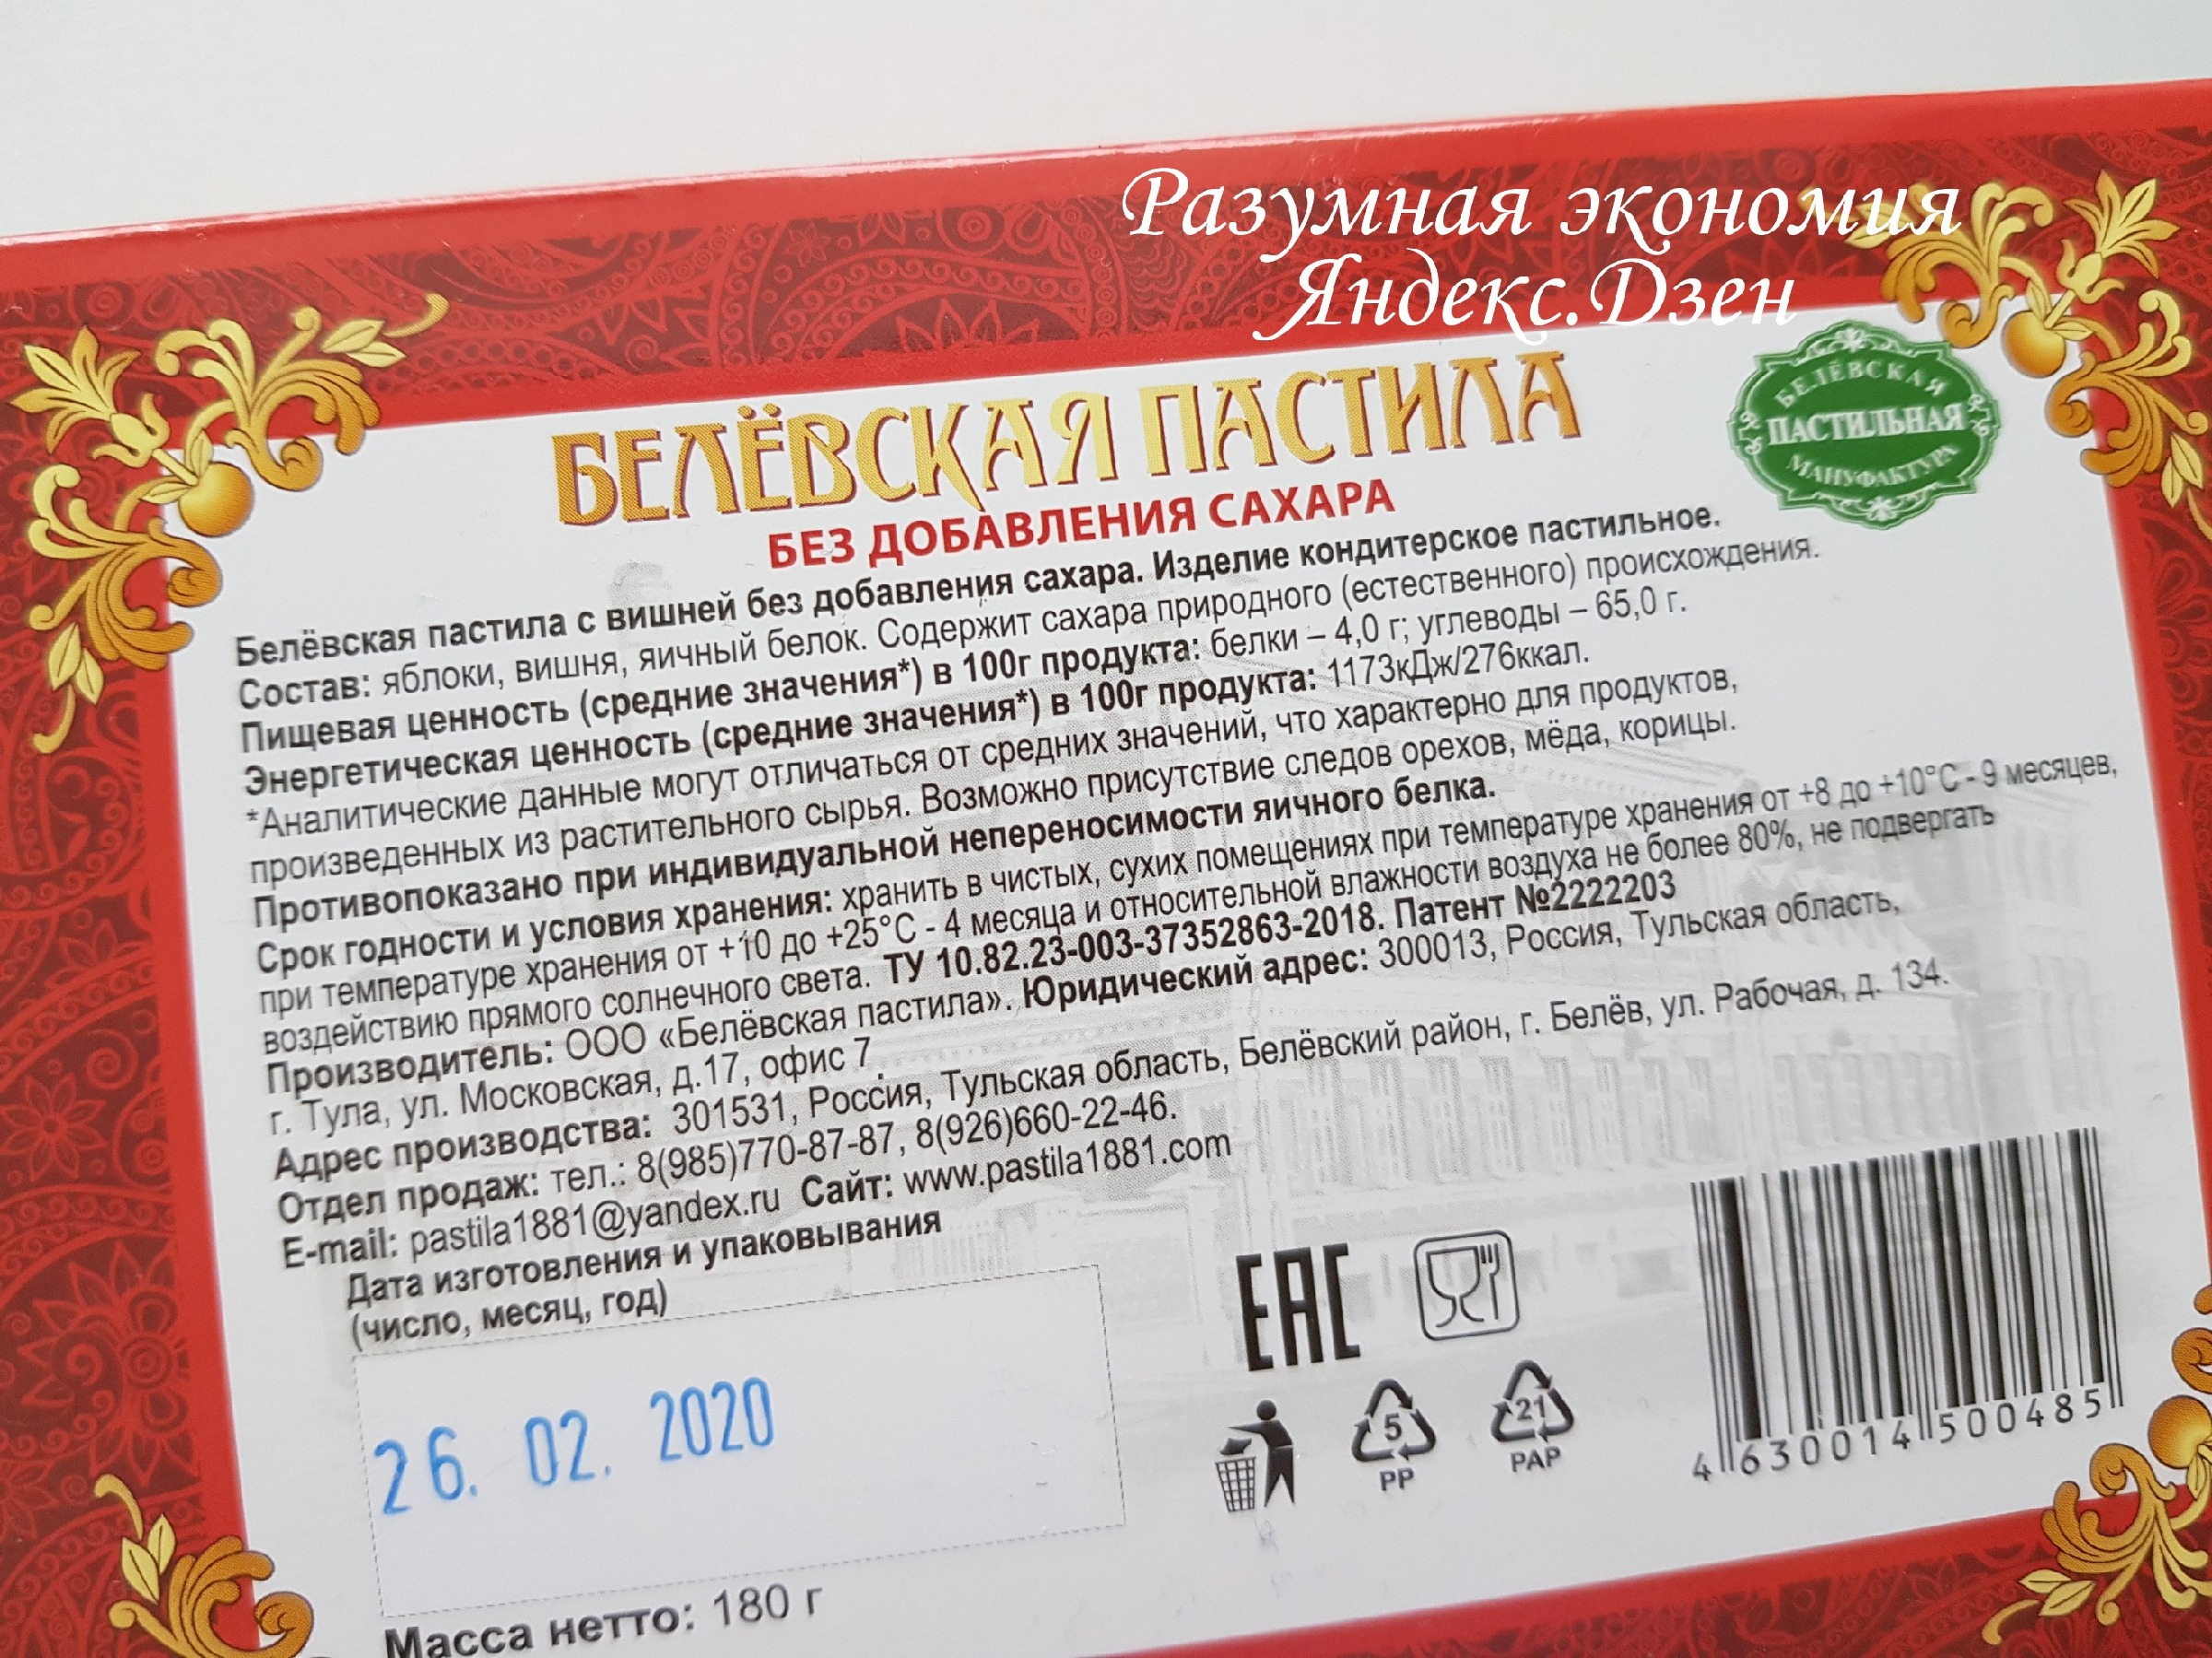 Разумная экономия
Яндекс.Дзен
БЕЛЁВСКАЯ ПАСТИЛА
БЕЛЁВСКАЯ
ПАСТИЛЬНАЯ
МАНУФАКТУРА
БЕЗ ДОБАВЛЕНИЯ САХАРА
Белёвская пастила с вишней без добавления сахара. Изделие кондитерское пастильное.
Состав: яблоки, вишня, яичный белок. Содержит сахара природного (естественного) происхождения.
Пищевая ценность (средние значения*) в 100г продукта: белки – 4,0 г; углеводы – 65,0 г.
Энергетическая ценность (средние значения*) в 100г продукта: 1173кДж/276ккал.
*Аналитические данные могут отличаться от средних значений, что характерно для продуктов,
произведенных из растительного сырья. Возможно присутствие следов орехов, мёда, корицы.
Противопоказано при индивидуальной непереносимости яичного белка.
Срок годности и условия хранения: хранить в чистых, сухих помещениях при температуре хранения от +8 до +10°С - 9 месяцев,
при температуре хранения от +10 до +25°С - 4 месяца и относительной влажности воздуха не более 80%, не подвергать
воздействию прямого солнечного света. ТУ 10.82.23-003-37352863-2018. Патент №2222203
Производитель: ООО «Белёвская пастила». Юридический адрес: 300013, Россия, Тульская область,
г. Тула, ул. Московская, д.17, офис 7.
Адрес производства: 301531, Россия, Тульская область, Белёвский район, г. Белёв, ул. Рабочая, д. 134.
Отдел продаж: тел.: 8(985)770-87-87, 8(926)660-22-46.
E-mail: pastila1881@yandex.ru Сайт: www.pastila1881.com
Дата изготовления и упаковывания
(число, месяц, год)
26. 02. 2020
EAC
5
PP
21
PAP
4 630014 500485
Масса нетто: 180 г